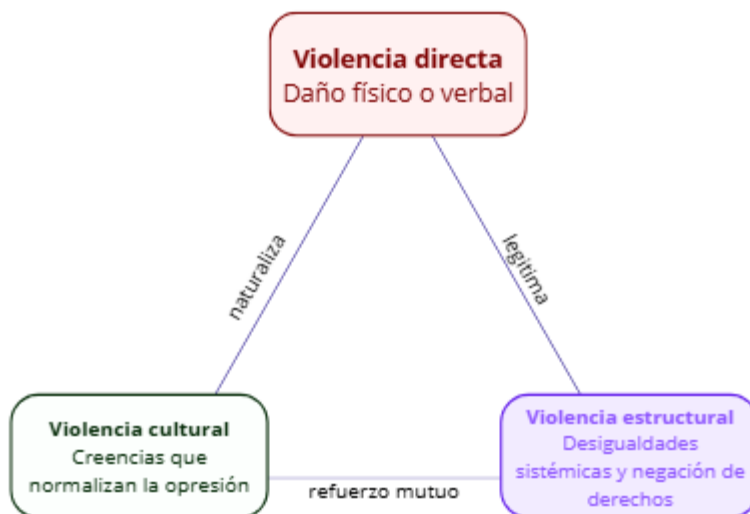 Violencia directa
Daño físico o verbal
naturaliza
legitima
Violencia cultural
Creencias que
normalizan la opresión
refuerzo mutuo
Violencia estructural
Desigualdades
sistémicas y negación de
derechos